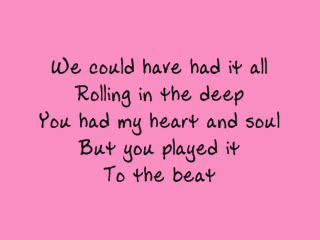 We could have had it all
Rolling in the deep
You had my heart and soul
But you played it
To the beat